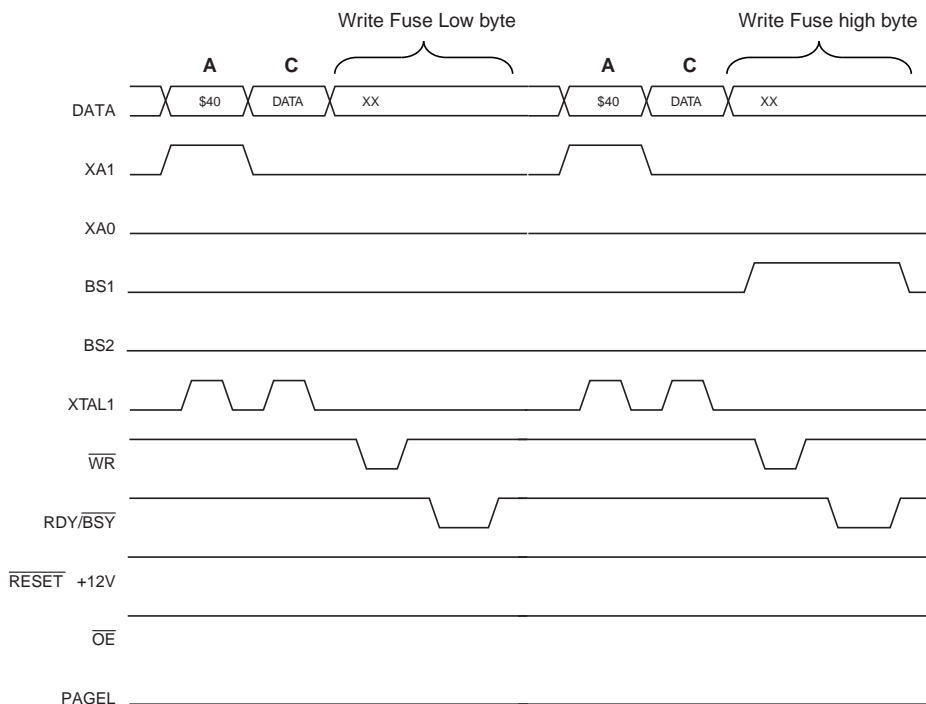 Write Fuse Low byte Write Fuse high byte
A C A C
DATA $40 DATA XX $40 DATA XX
XA1
XA0
BS1
BS2
XTAL1
WR
RDY/BSY
RESET +12V
OE
PAGEL